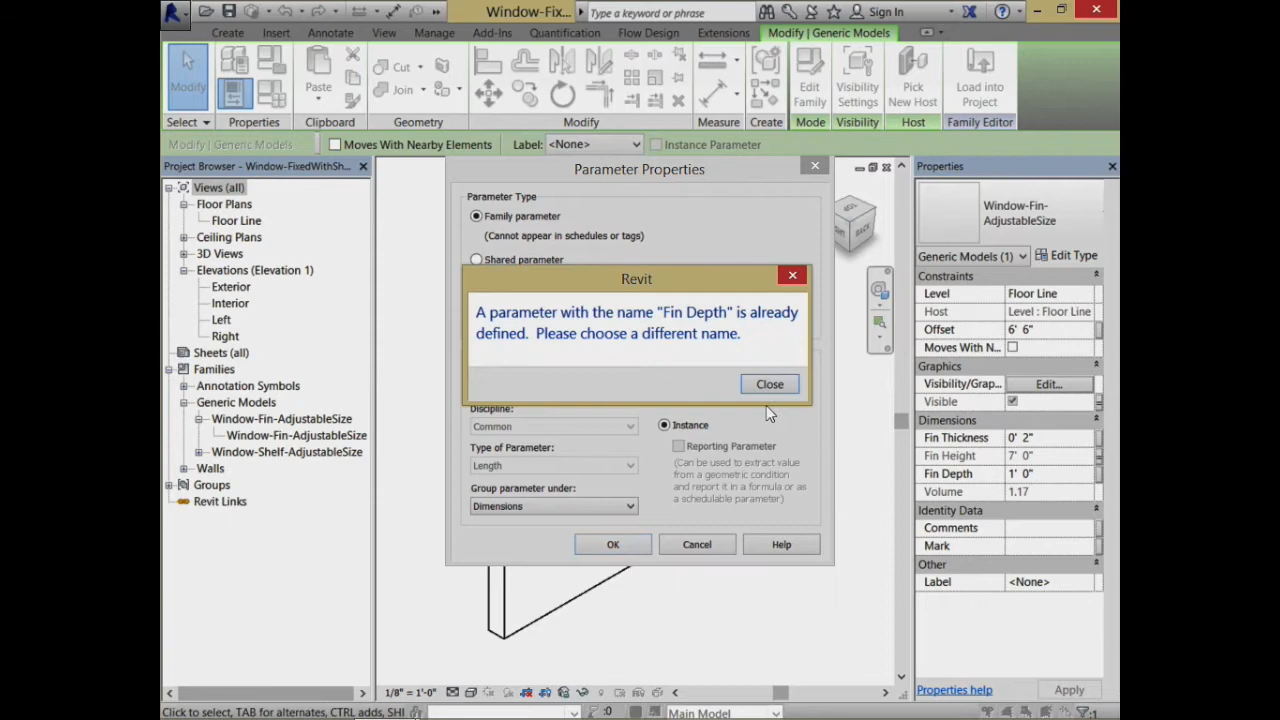 Window-Fix...
Type a keyword or phrase
Sign In
Create
Insert
Annotate
View
Manage
Add-Ins
Quantification
Flow Design
Extensions
Modify | Generic Models
Modify
Paste
Cut
Join
Edit
Family
Visibility
Settings
Pick
New Host
Load into
Project
Select
Properties
Clipboard
Geometry
Modify
Measure
Create
Mode
Visibility
Host
Family Editor
Modify | Generic Models
Moves With Nearby Elements
Label:
<None>
Instance Parameter
Project Browser - Window-FixedWithSh...
Views (all)
Floor Plans
Floor Line
Ceiling Plans
3D Views
Elevations (Elevation 1)
Exterior
Interior
Left
Right
Sheets (all)
Families
Annotation Symbols
Generic Models
Window-Fin-AdjustableSize
Window-Fin-AdjustableSize
Window-Shelf-AdjustableSize
Walls
Groups
Revit Links
Parameter Properties
Parameter Type
Family parameter
(Cannot appear in schedules or tags)
Shared parameter
Revit
A parameter with the name "Fin Depth" is already
defined.  Please choose a different name.
Close
Discipline:
Common
Type of Parameter:
Length
Group parameter under:
Dimensions
Instance
Reporting Parameter
(Can be used to extract value
from a geometric condition
and report it in a formula or as
a schedulable parameter)
OK
Cancel
Help
BACK
Properties
Window-Fin-
AdjustableSize
Generic Models (1)
Edit Type
Constraints
Level
Floor Line
Host
Level : Floor Line
Offset
6'  6"
Moves With N...
Graphics
Visibility/Grap...
Edit...
Visible
Dimensions
Fin Thickness
0'  2"
Fin Height
7'  0"
Fin Depth
1'  0"
Volume
1.17
Identity Data
Comments
Mark
Other
Label
<None>
Properties help
Apply
1/8" = 1'-0"
Click to select, TAB for alternates, CTRL adds, SHI
:0
Main Model
:1